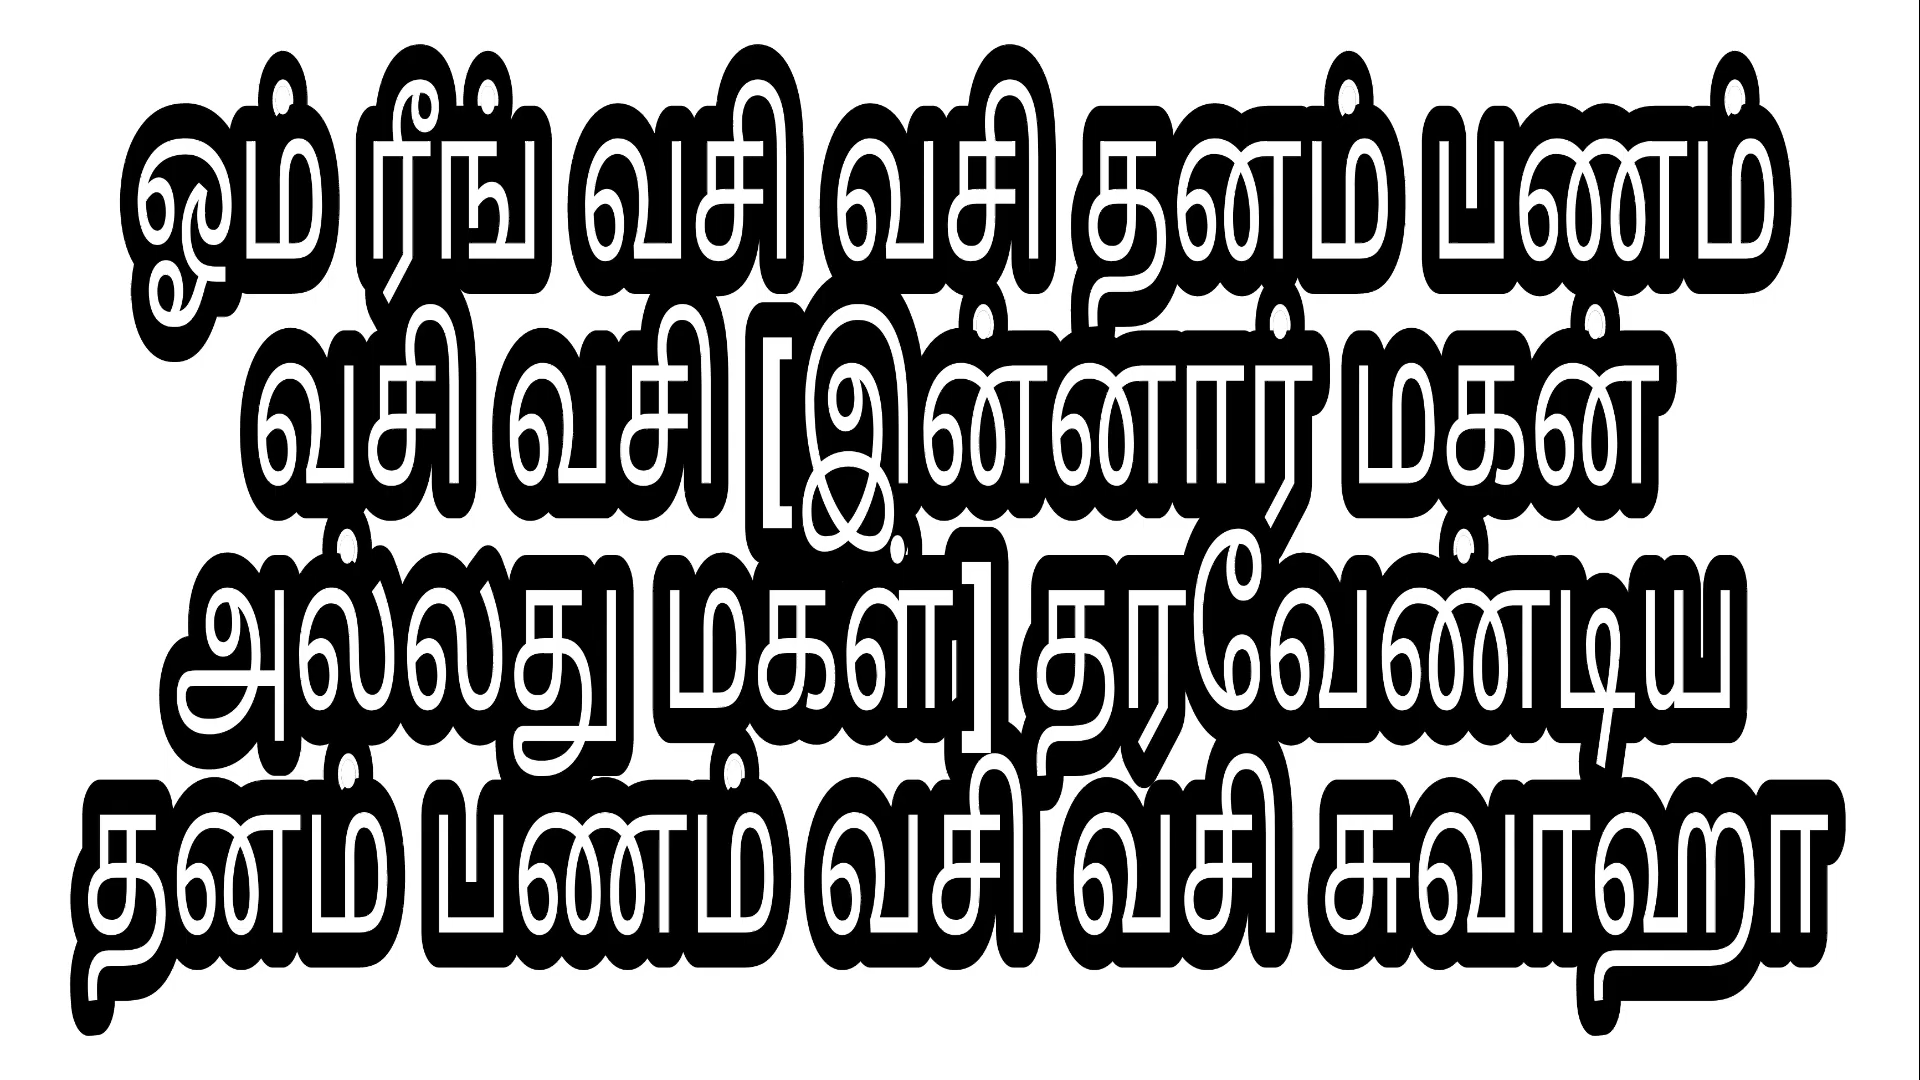 ஓம் ரீங் வசி வசி தனம் பணம்
வசி வசி [இன்னார் மகன்
அல்லது மகள்] தரவேண்டிய
தனம் பணம் வசி வசி சுவாஹா